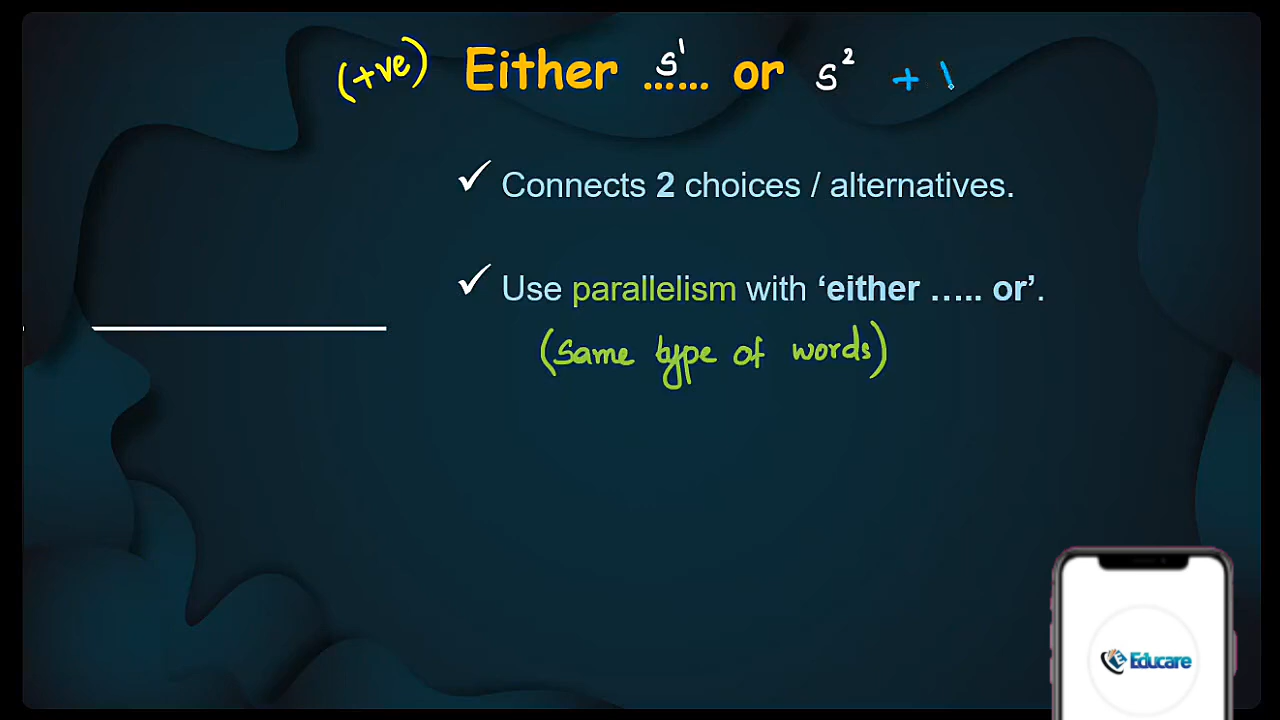 (+ve) Either ...s¹... or s² + \
✓ Connects 2 choices / alternatives.
✓ Use parallelism with ‘either ..... or’.
(same type of words)
Educare